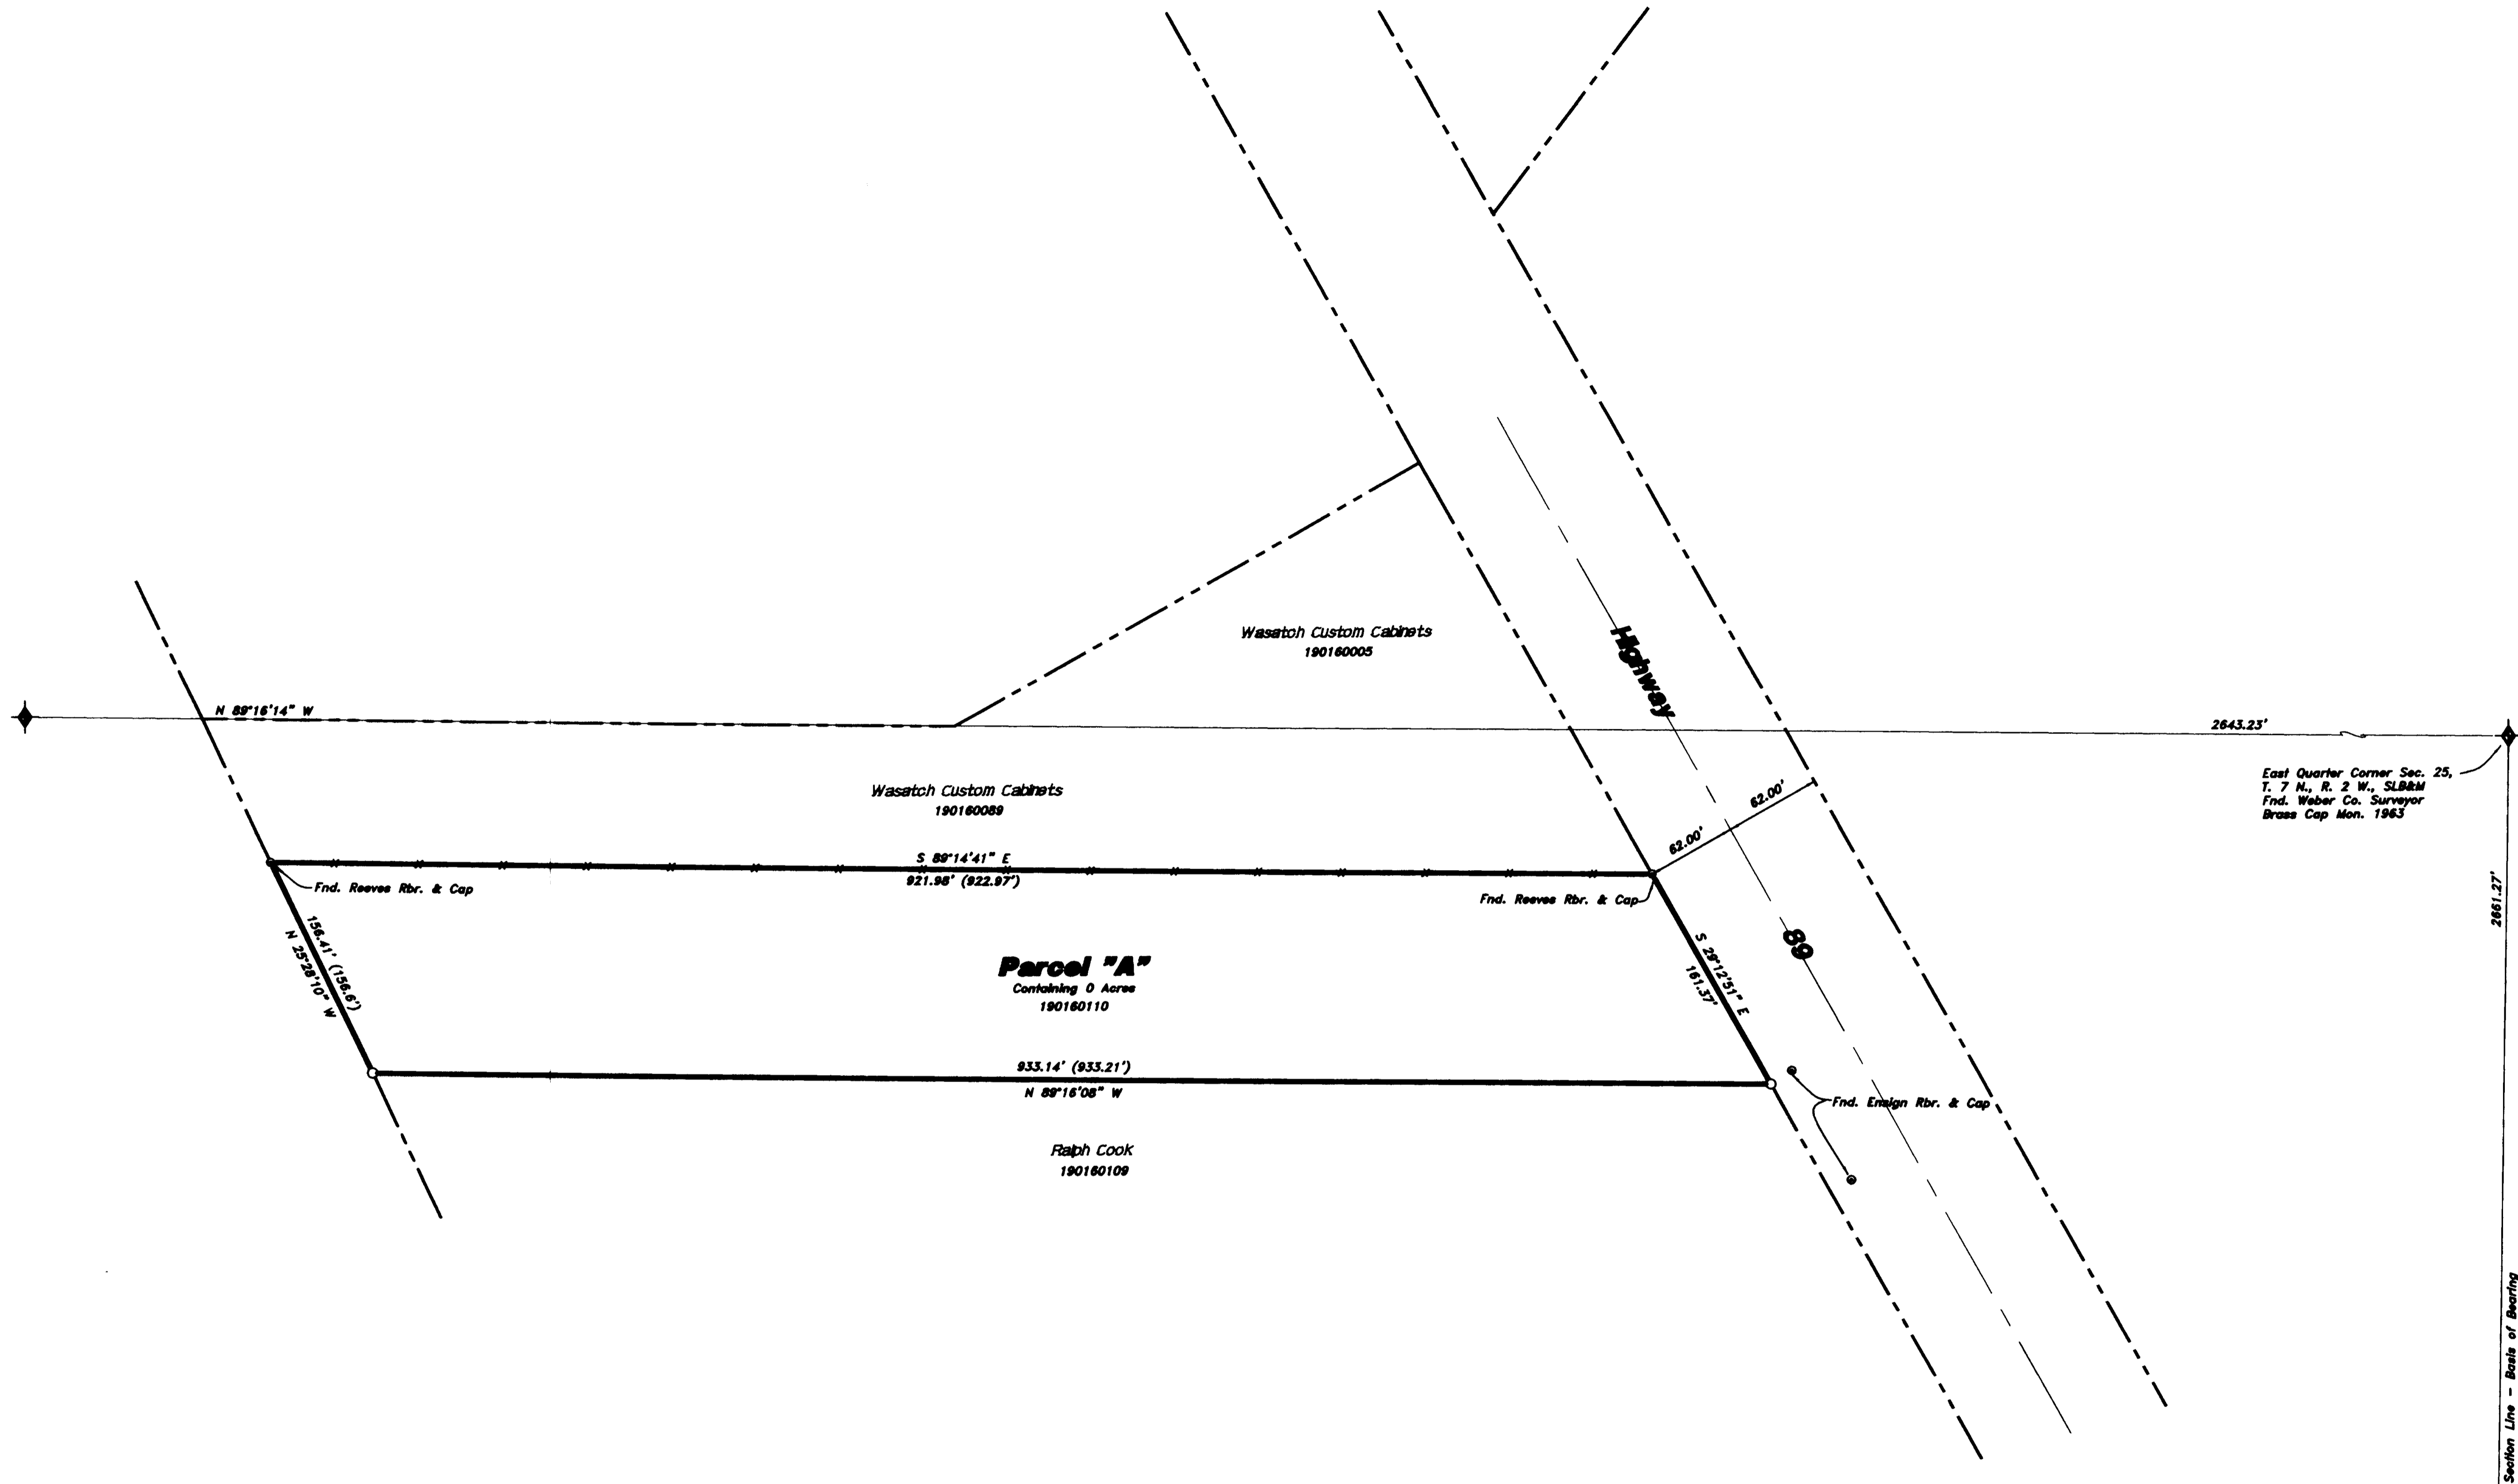 Highway
Wasatch Custom Cabinets
190160005
N 89°16'14" W
2643.23'
East Quarter Corner Sec. 25,
T. 7 N., R. 2 W., SLB&M
Fnd. Weber Co. Surveyor
Brass Cap Mon. 1963
Wasatch Custom Cabinets
190160089
62.00'
62.00'
S 89°14'41" E
921.98' (922.97')
Fnd. Reeves Rbr. & Cap
Fnd. Reeves Rbr. & Cap
2661.27'
156.41' (156.6')
N 25°28'10" W
Parcel "A"
Containing 0 Acres
190160110
S 29°12'51" E
161.37'
89
933.14' (933.21')
N 89°16'08" W
Fnd. Ensign Rbr. & Cap
Ralph Cook
190160109
Section Line - Basis of Bearing